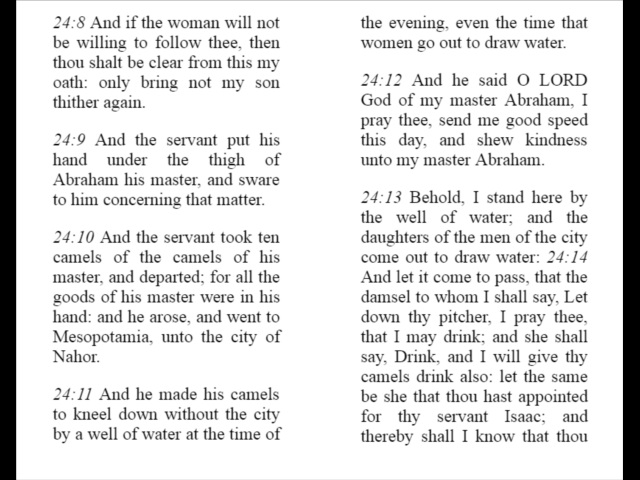 24:8 And if the woman will not
be willing to follow thee, then
thou shalt be clear from this my
oath: only bring not my son
thither again.
24:9 And the servant put his
hand under the thigh of
Abraham his master, and sware
to him concerning that matter.
24:10 And the servant took ten
camels of the camels of his
master, and departed; for all the
goods of his master were in his
hand: and he arose, and went to
Mesopotamia, unto the city of
Nahor.
24:11 And he made his camels
to kneel down without the city
by a well of water at the time of
the evening, even the time that
women go out to draw water.
24:12 And he said O LORD
God of my master Abraham, I
pray thee, send me good speed
this day, and shew kindness
unto my master Abraham.
24:13 Behold, I stand here by
the well of water; and the
daughters of the men of the city
come out to draw water: 24:14
And let it come to pass, that the
damsel to whom I shall say, Let
down thy pitcher, I pray thee,
that I may drink; and she shall
say, Drink, and I will give thy
camels drink also: let the same
be she that thou hast appointed
for thy servant Isaac; and
thereby shall I know that thou